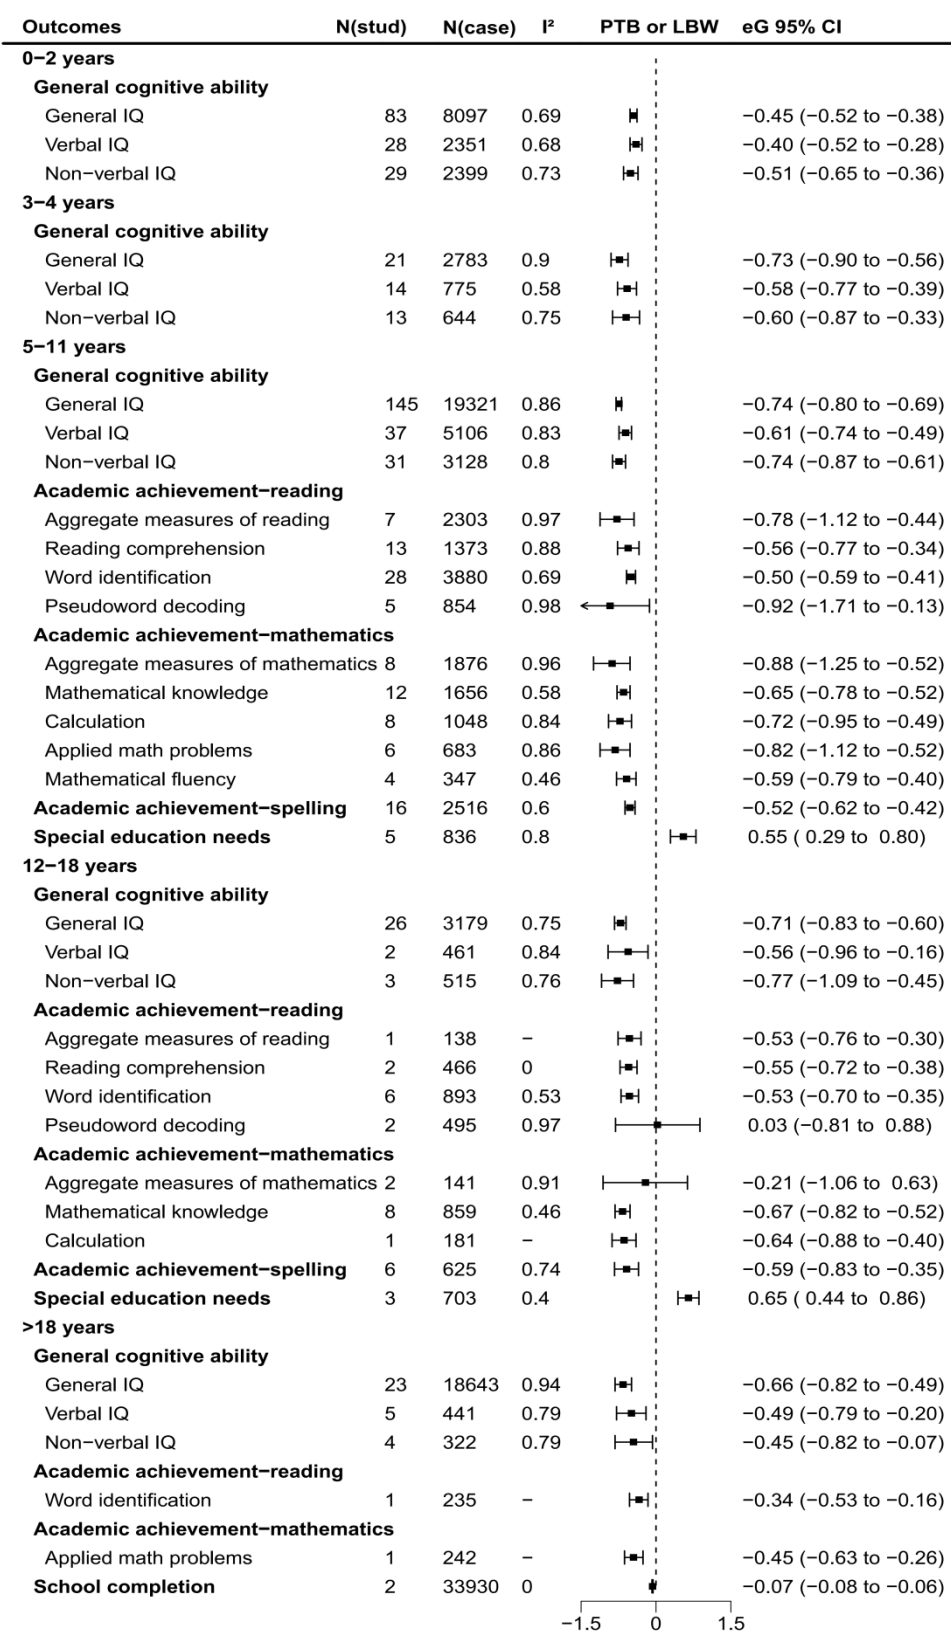 Outcomes N(stud) N(case) I² PTB or LBW eG 95% CI
0−2 years
General cognitive ability
General IQ 83 8097 0.69 −0.45 (−0.52 to −0.38)
Verbal IQ 28 2351 0.68 −0.40 (−0.52 to −0.28)
Non−verbal IQ 29 2399 0.73 −0.51 (−0.65 to −0.36)
3−4 years
General cognitive ability
General IQ 21 2783 0.9 −0.73 (−0.90 to −0.56)
Verbal IQ 14 775 0.58 −0.58 (−0.77 to −0.39)
Non−verbal IQ 13 644 0.75 −0.60 (−0.87 to −0.33)
5−11 years
General cognitive ability
General IQ 145 19321 0.86 −0.74 (−0.80 to −0.69)
Verbal IQ 37 5106 0.83 −0.61 (−0.74 to −0.49)
Non−verbal IQ 31 3128 0.8 −0.74 (−0.87 to −0.61)
Academic achievement−reading
Aggregate measures of reading 7 2303 0.97 −0.78 (−1.12 to −0.44)
Reading comprehension 13 1373 0.88 −0.56 (−0.77 to −0.34)
Word identification 28 3880 0.69 −0.50 (−0.59 to −0.41)
Pseudoword decoding 5 854 0.98 −0.92 (−1.71 to −0.13)
Academic achievement−mathematics
Aggregate measures of mathematics 8 1876 0.96 −0.88 (−1.25 to −0.52)
Mathematical knowledge 12 1656 0.58 −0.65 (−0.78 to −0.52)
Calculation 8 1048 0.84 −0.72 (−0.95 to −0.49)
Applied math problems 6 683 0.86 −0.82 (−1.12 to −0.52)
Mathematical fluency 4 347 0.46 −0.59 (−0.79 to −0.40)
Academic achievement−spelling 16 2516 0.6 −0.52 (−0.62 to −0.42)
Special education needs 5 836 0.8 0.55 ( 0.29 to 0.80)
12−18 years
General cognitive ability
General IQ 26 3179 0.75 −0.71 (−0.83 to −0.60)
Verbal IQ 2 461 0.84 −0.56 (−0.96 to −0.16)
Non−verbal IQ 3 515 0.76 −0.77 (−1.09 to −0.45)
Academic achievement−reading
Aggregate measures of reading 1 138 − −0.53 (−0.76 to −0.30)
Reading comprehension 2 466 0 −0.55 (−0.72 to −0.38)
Word identification 6 893 0.53 −0.53 (−0.70 to −0.35)
Pseudoword decoding 2 495 0.97 0.03 (−0.81 to 0.88)
Academic achievement−mathematics
Aggregate measures of mathematics 2 141 0.91 −0.21 (−1.06 to 0.63)
Mathematical knowledge 8 859 0.46 −0.67 (−0.82 to −0.52)
Calculation 1 181 − −0.64 (−0.88 to −0.40)
Academic achievement−spelling 6 625 0.74 −0.59 (−0.83 to −0.35)
Special education needs 3 703 0.4 0.65 ( 0.44 to 0.86)
>18 years
General cognitive ability
General IQ 23 18643 0.94 −0.66 (−0.82 to −0.49)
Verbal IQ 5 441 0.79 −0.49 (−0.79 to −0.20)
Non−verbal IQ 4 322 0.79 −0.45 (−0.82 to −0.07)
Academic achievement−reading
Word identification 1 235 − −0.34 (−0.53 to −0.16)
Academic achievement−mathematics
Applied math problems 1 242 − −0.45 (−0.63 to −0.26)
School completion 2 33930 0 −0.07 (−0.08 to −0.06)
−1.5 0 1.5